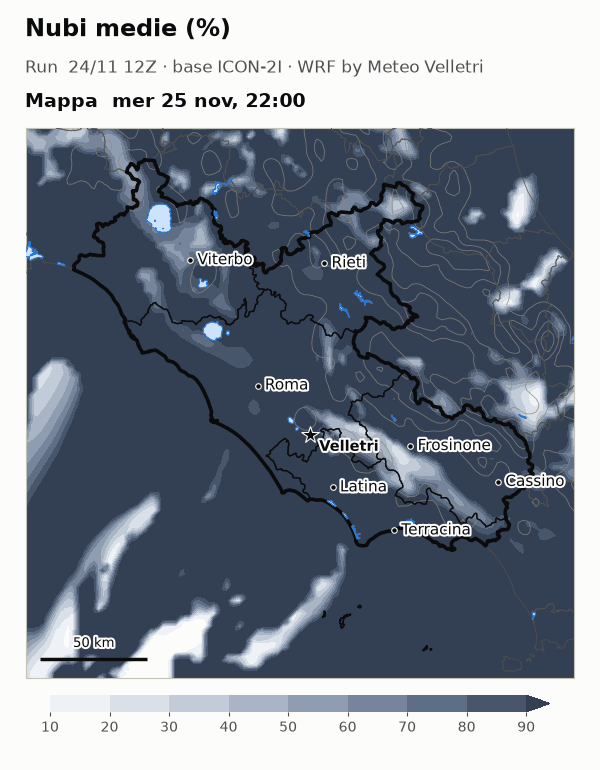 Nubi medie (%)
Run  24/11 12Z · base ICON-2I · WRF by Meteo Velletri
Mappa  mer 25 nov, 22:00
Viterbo
Rieti
Roma
Velletri
Frosinone
Cassino
Latina
Terracina
50 km
10 20 30 40 50 60 70 80 90